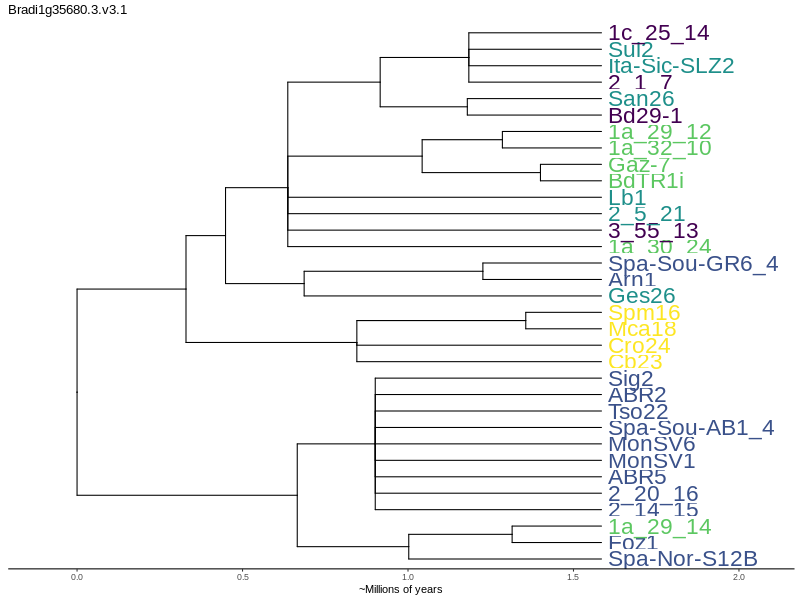 Bradi1g35680.3.v3.1
1c_25_14
Sul2
Ita-Sic-SLZ2
2_1_7
San26
Bd29-1
1a_29_12
1a_32_10
Gaz-7
BdTR1i
Lb1
2_5_21
3_55_13
1a_30_24
Spa-Sou-GR6_4
Arn1
Ges26
Spm16
Mca18
Cro24
Cb23
Sig2
ABR2
Tso22
Spa-Sou-AB1_4
MonSV6
MonSV1
ABR5
2_20_16
2_14_15
1a_29_14
Foz1
Spa-Nor-S12B
0.0 0.5 1.0 1.5 2.0
~Millions of years